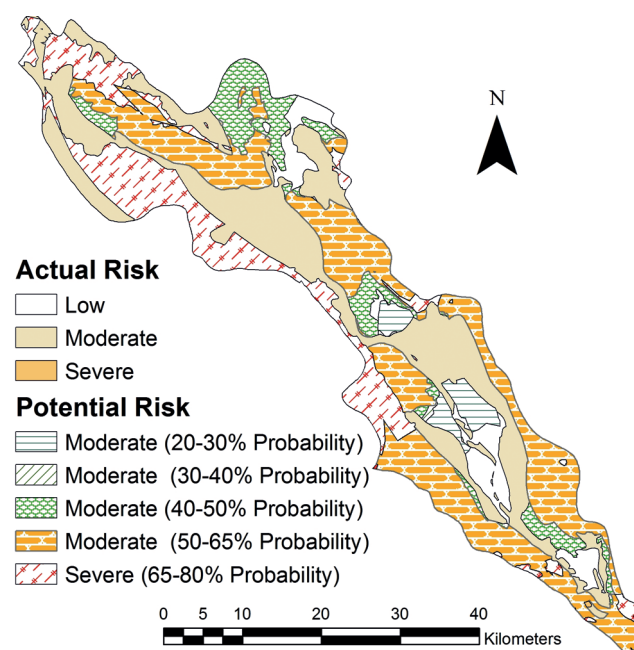 N
Actual Risk
Low
Moderate
Severe
Potential Risk
Moderate (20-30% Probability)
Moderate (30-40% Probability)
Moderate (40-50% Probability)
Moderate (50-65% Probability)
Severe (65-80% Probability)
0 5 10 20 30 40
Kilometers